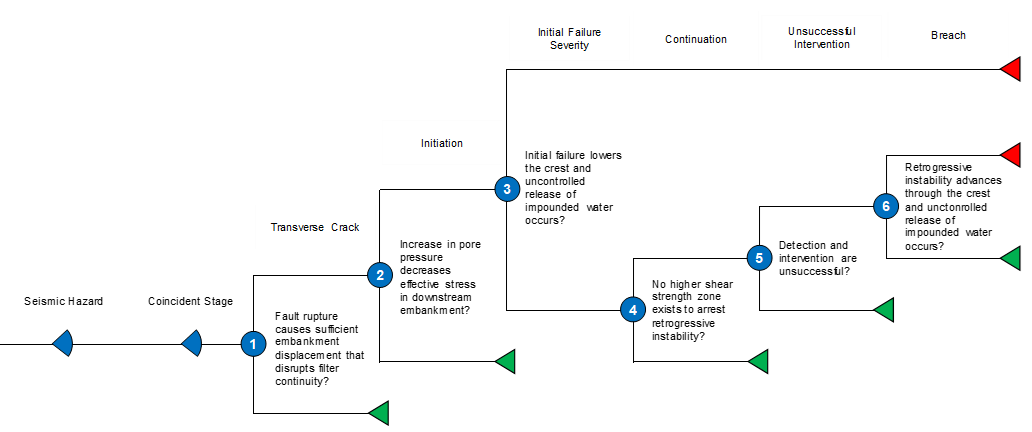 Initial Failure
Severity
Continuation
Unsuccessful
Intervention
Breach
Initiation
Initial failure lowers
the crest and
uncontrolled
release of
impounded water
occurs?
3
Retrogressive
instability advances
through the crest
and unctonrolled
release of
impounded water
occurs?
6
Transverse Crack
Increase in pore
pressure
decreases
effective stress
in downstream
embankment?
2
Detection and
intervention are
unsuccessful?
5
Seismic Hazard
Coincident Stage
No higher shear
strength zone
exists to arrest
retrogressive
instability?
4
Fault rupture
causes sufficient
embankment
displacement that
disrupts filter
continuity?
1